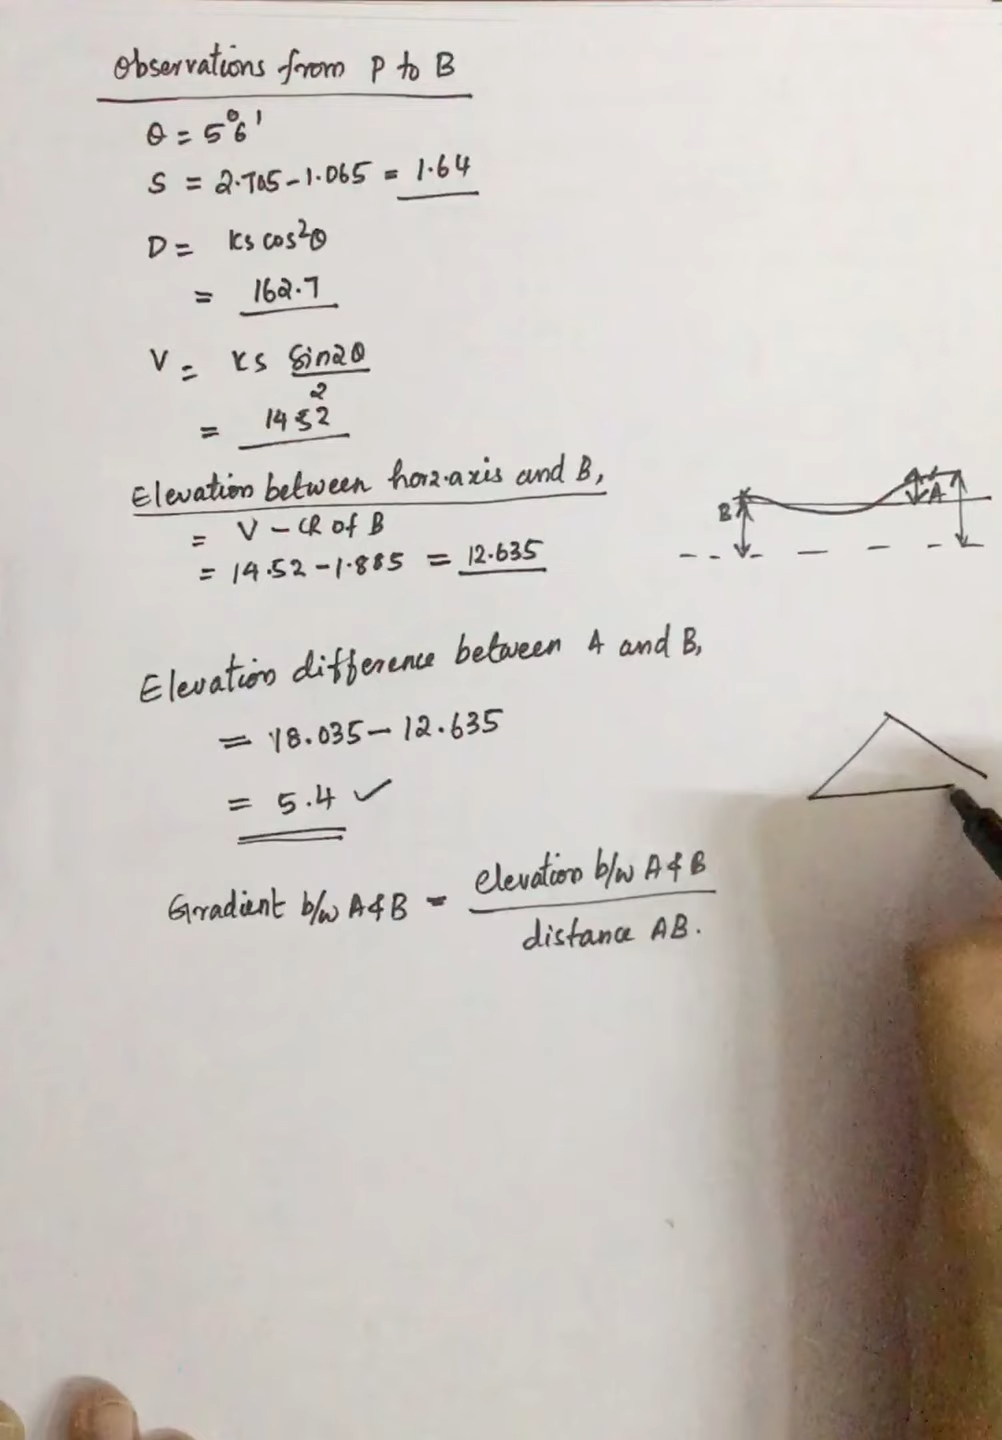 Observations from P to B
θ = 5°6'
S = 2.705-1.065 = 1.64
D = Ks cos²θ
= 162.7
V = Ks sin2θ
2
= 14.52
Elevation between horz.axis and B,
= V - CR of B
= 14.52-1.885 = 12.635
B
A
Elevation difference between A and B,
= 18.035- 12.635
= 5.4 ✓
Gradient b/w A&B = elevation b/w A & B
distance AB.